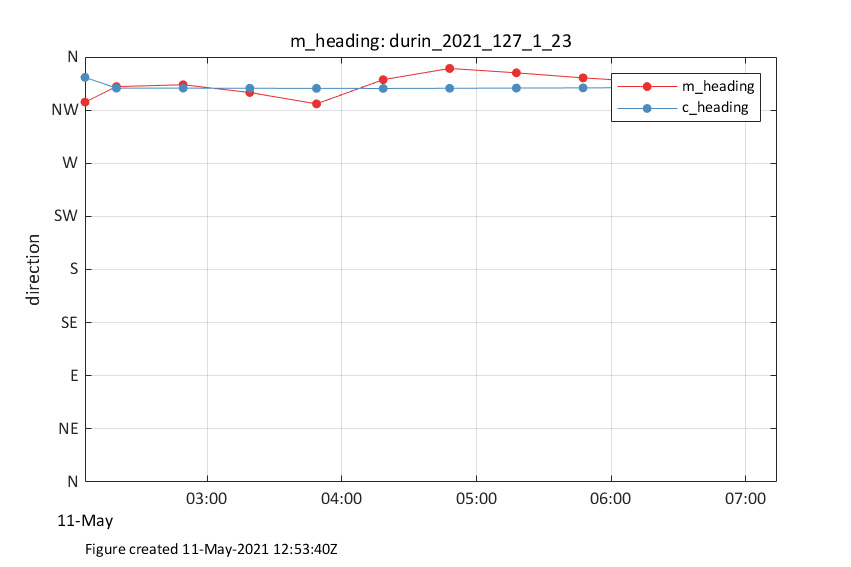 m_heading: durin_2021_127_1_23
N
NW
W
SW
S
SE
E
NE
N
direction
m_heading
c_heading
03:00 04:00 05:00 06:00 07:00
11-May
Figure created 11-May-2021 12:53:40Z